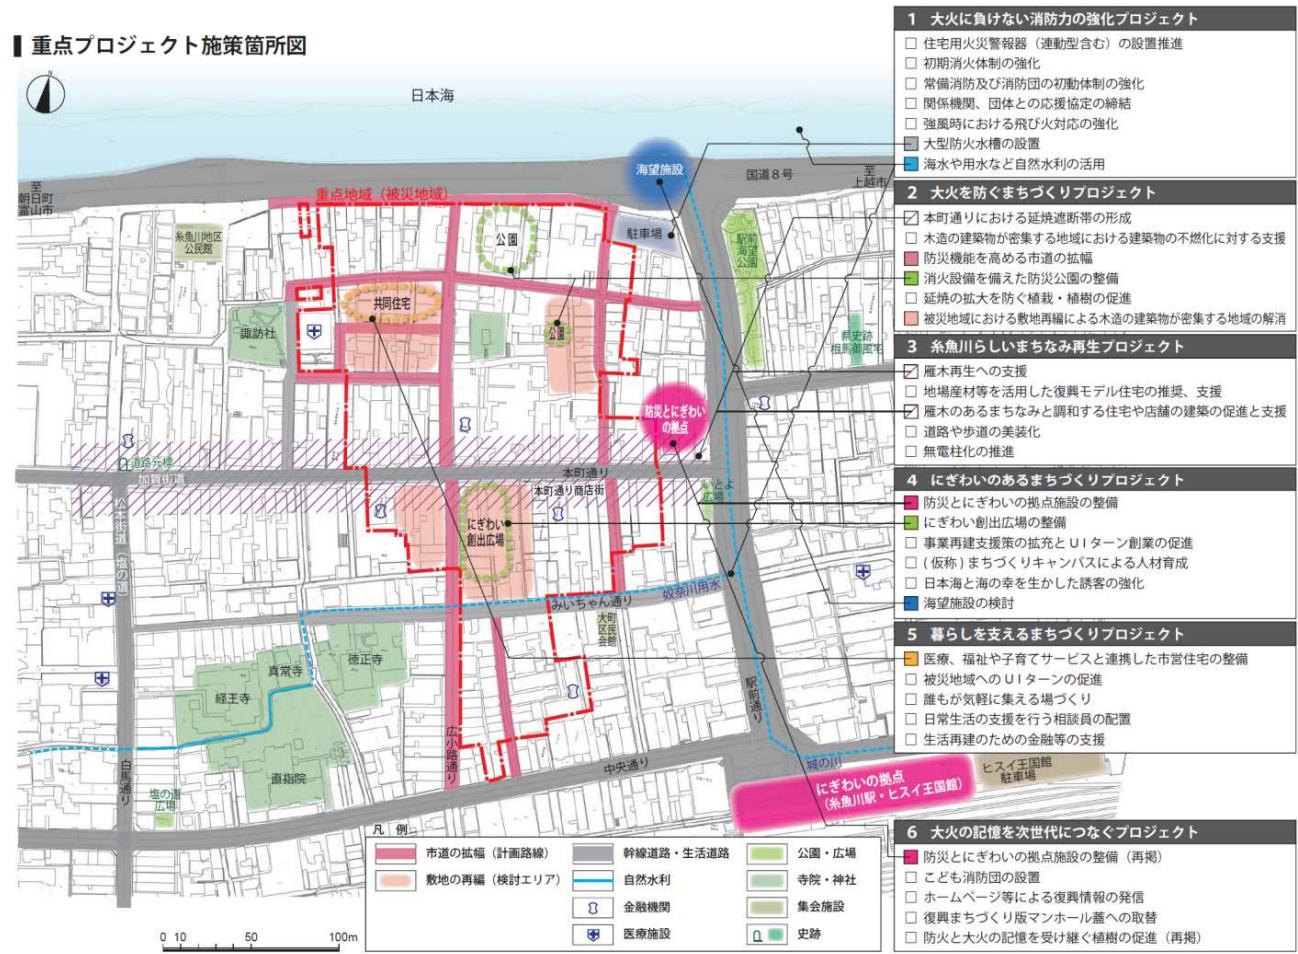 重点プロジェクト施策箇所図
N
日本海
至
朝日町
富山市
重点地域（被災地域）
海望施設
国道８号
至
上越市
糸魚川地区
公民館
公園
駐車場
駅前
海望
公園
共同住宅
諏訪社
公園
県史跡
相馬御風宅
防災とにぎわい
の拠点
道路元標
加賀街道
本町通り
本町通り商店街
いとよ
広場
松本街道（塩の道）
にぎわい
創出広場
みいちゃん通り
奴奈川用水
大町
区民
会館
真常寺
徳正寺
経王寺
直指院
駅前通り
広小路通り
白馬通り
塩の道
広場
中央通り
城の川
にぎわいの拠点
（糸魚川駅・ヒスイ王国館）
ヒスイ王国館
駐車場
凡　例
市道の拡幅（計画路線）
幹線道路・生活道路
公園・広場
敷地の再編（検討エリア）
自然水利
寺院・神社
金融機関
集会施設
医療施設
史跡
0 10 50 100m
1　大火に負けない消防力の強化プロジェクト
住宅用火災警報器（連動型含む）の設置推進
初期消火体制の強化
常備消防及び消防団の初動体制の強化
関係機関、団体との応援協定の締結
強風時における飛び火対応の強化
大型防火水槽の設置
海水や用水など自然水利の活用
2　大火を防ぐまちづくりプロジェクト
本町通りにおける延焼遮断帯の形成
木造の建築物が密集する地域における建築物の不燃化に対する支援
防災機能を高める市道の拡幅
消火設備を備えた防災公園の整備
延焼の拡大を防ぐ植栽・植樹の促進
被災地域における敷地再編による木造の建築物が密集する地域の解消
3　糸魚川らしいまちなみ再生プロジェクト
雁木再生への支援
地場産材等を活用した復興モデル住宅の推奨、支援
雁木のあるまちなみと調和する住宅や店舗の建築の促進と支援
道路や歩道の美装化
無電柱化の推進
4　にぎわいのあるまちづくりプロジェクト
防災とにぎわいの拠点施設の整備
にぎわい創出広場の整備
事業再建支援策の拡充とＵＩターン創業の促進
(仮称)まちづくりキャンパスによる人材育成
日本海と海の幸を生かした誘客の強化
海望施設の検討
5　暮らしを支えるまちづくりプロジェクト
医療、福祉や子育てサービスと連携した市営住宅の整備
被災地域へのＵＩターンの促進
誰もが気軽に集える場づくり
日常生活の支援を行う相談員の配置
生活再建のための金融等の支援
6　大火の記憶を次世代につなぐプロジェクト
防災とにぎわいの拠点施設の整備（再掲）
こども消防団の設置
ホームページ等による復興情報の発信
復興まちづくり版マンホール蓋への取替
防火と大火の記憶を受け継ぐ植樹の促進（再掲）